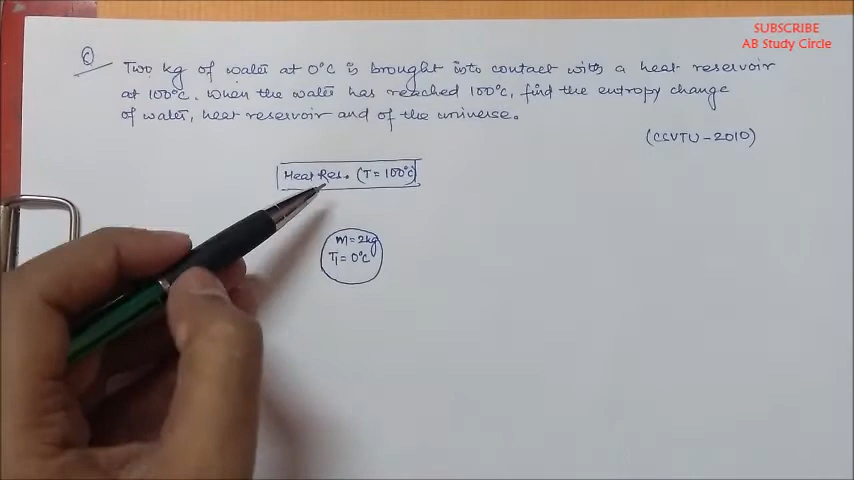 SUBSCRIBE
AB Study Circle
Q Two kg of water at 0°C is brought into contact with a heat reservoir
at 100°C. When the water has reached 100°C, find the entropy change
of water, heat reservoir and of the universe.
(CSVTU-2010)
Heat Res. (T = 100°C)
m = 2kg
T1 = 0°C